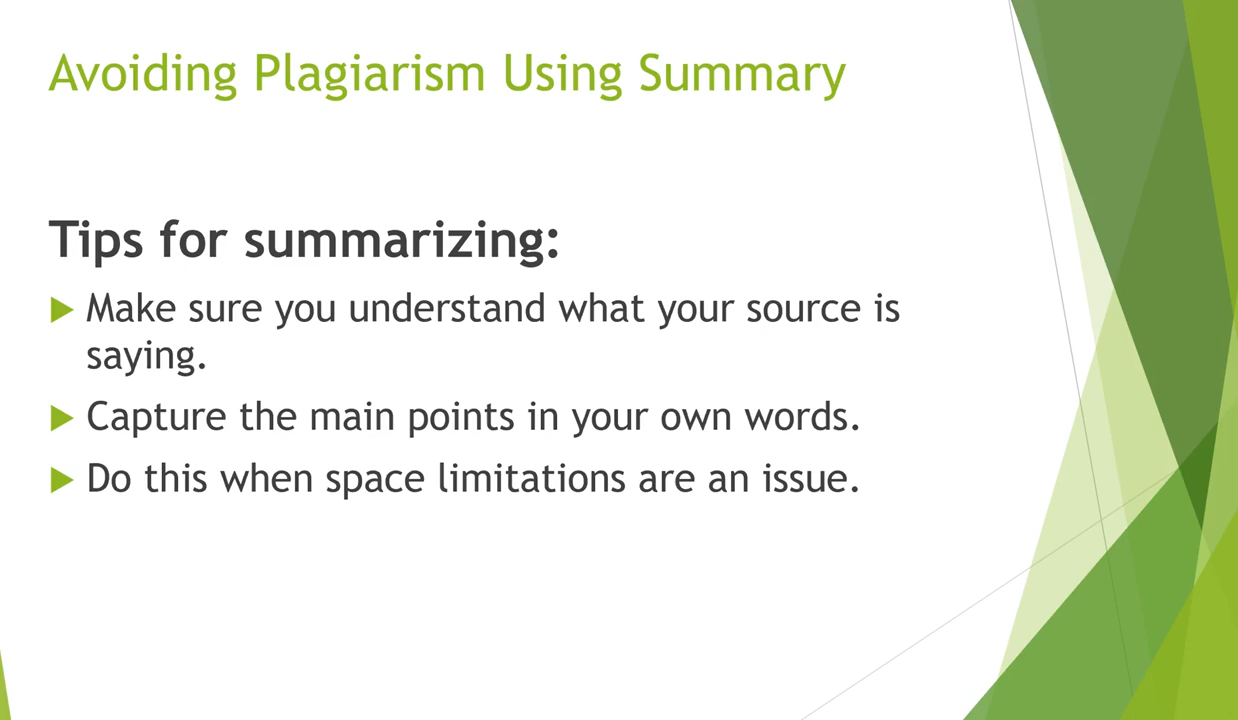 Avoiding Plagiarism Using Summary
Tips for summarizing:
Make sure you understand what your source is
saying.
Capture the main points in your own words.
Do this when space limitations are an issue.